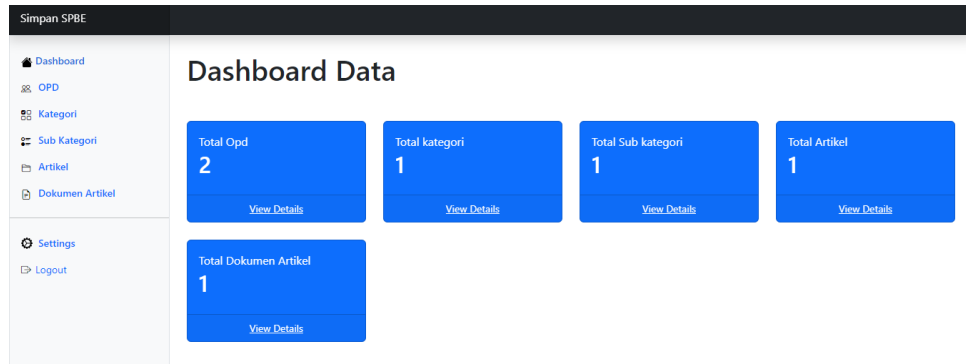 Simpan SPBE
Dashboard
OPD
Kategori
Sub Kategori
Artikel
Dokumen Artikel
Settings
Logout
Dashboard Data
Total Opd
2
View Details
Total kategori
1
View Details
Total Sub kategori
1
View Details
Total Artikel
1
View Details
Total Dokumen Artikel
1
View Details